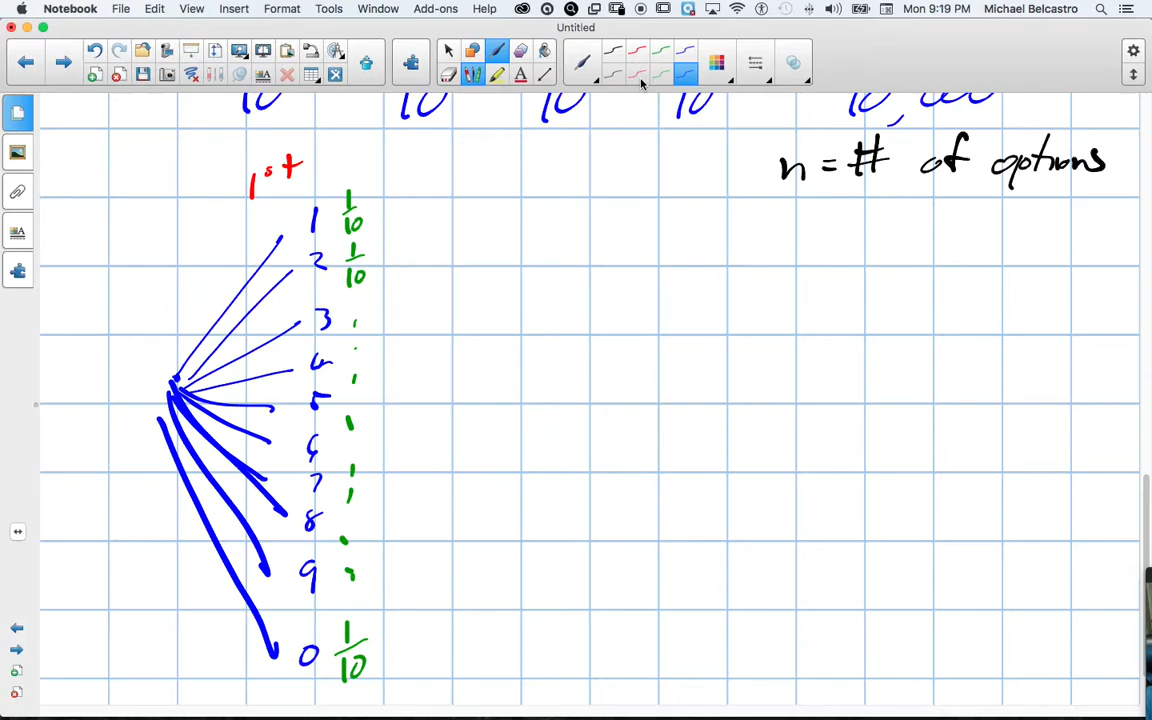 Notebook File Edit View Insert Format Tools Window Add-ons Help Mon 9:19 PM Michael Belcastro
Untitled
10 10 10 10 10,000
n = # of options
1st
1 1/10
2 1/10
3
4
5
6
7
8
9
0 1/10